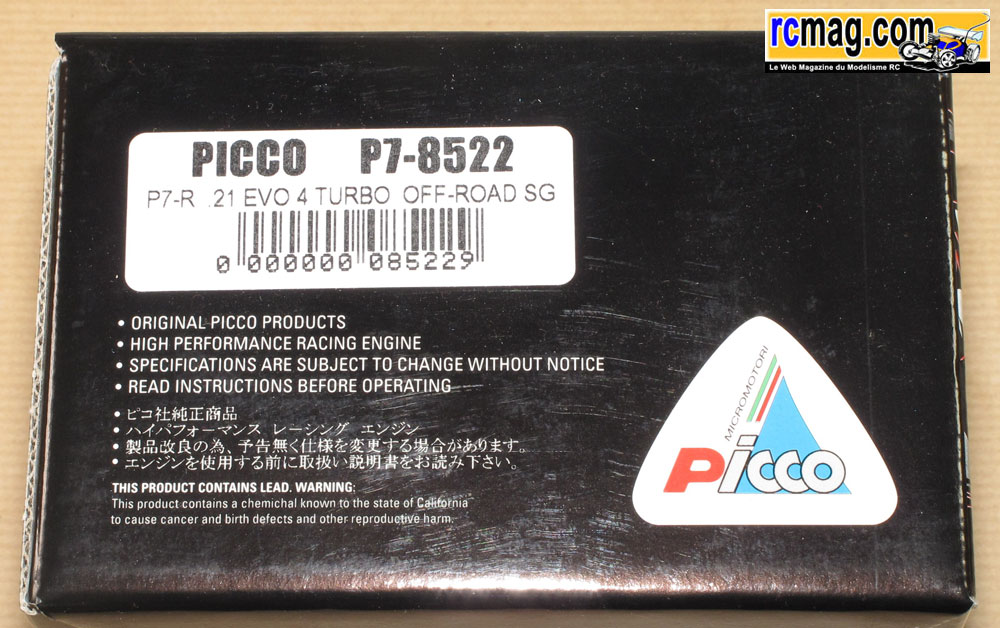 rcmag.com
Le Web Magazine du Modelisme RC
PICCO P7-8522
P7-R .21 EVO 4 TURBO OFF-ROAD SG
0 000000 085229
• ORIGINAL PICCO PRODUCTS
• HIGH PERFORMANCE RACING ENGINE
• SPECIFICATIONS ARE SUBJECT TO CHANGE WITHOUT NOTICE
• READ INSTRUCTIONS BEFORE OPERATING
• ピコ社純正商品
• ハイパフォーマンス レーシング エンジン
• 製品改良の為、予告無く仕様を変更する場合があります。
• エンジンを使用する前に取扱い説明書をお読み下さい。
THIS PRODUCT CONTAINS LEAD. WARNING:
This product contains a chemichal known to the state of California
to cause cancer and birth defects and other reproductive harm.
MICROMOTORI
Picco